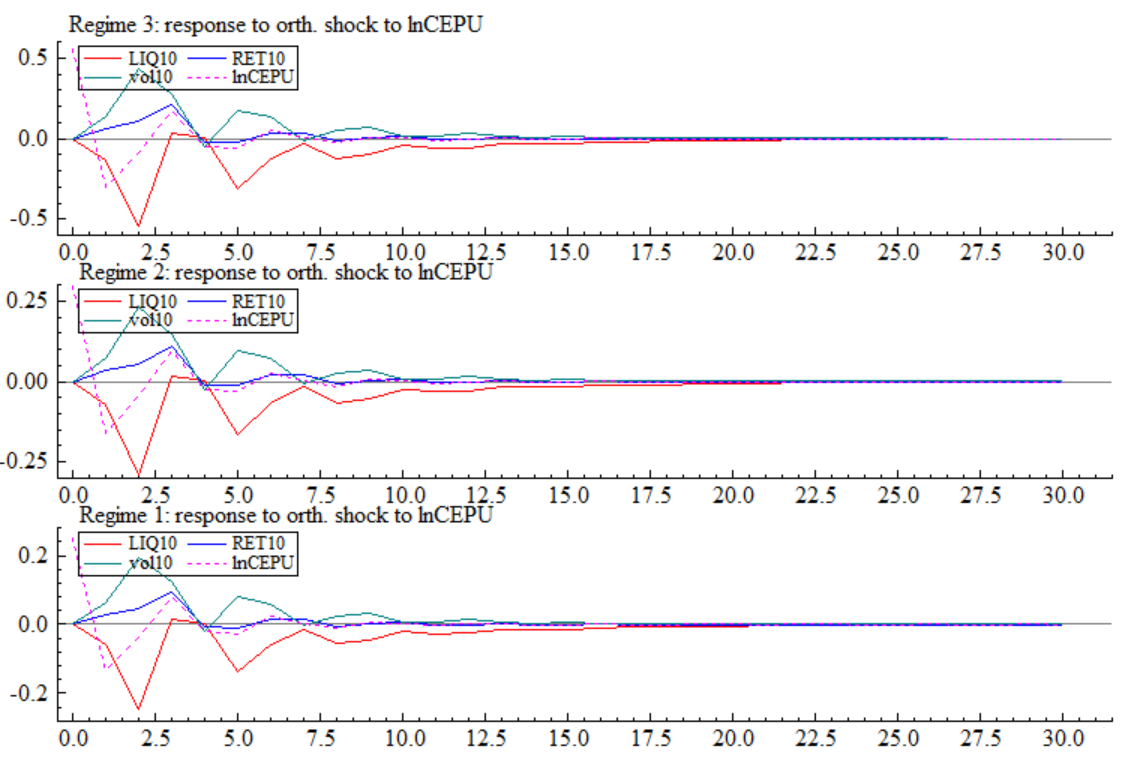 Regime 3: response to orth. shock to lnCEPU
LIQ10 RET10
vol10 lnCEPU
0.5
0.0
-0.5
0.0 2.5 5.0 7.5 10.0 12.5 15.0 17.5 20.0 22.5 25.0 27.5 30.0
Regime 2: response to orth. shock to lnCEPU
LIQ10 RET10
vol10 lnCEPU
0.25
0.00
-0.25
0.0 2.5 5.0 7.5 10.0 12.5 15.0 17.5 20.0 22.5 25.0 27.5 30.0
Regime 1: response to orth. shock to lnCEPU
LIQ10 RET10
vol10 lnCEPU
0.2
0.0
-0.2
0.0 2.5 5.0 7.5 10.0 12.5 15.0 17.5 20.0 22.5 25.0 27.5 30.0